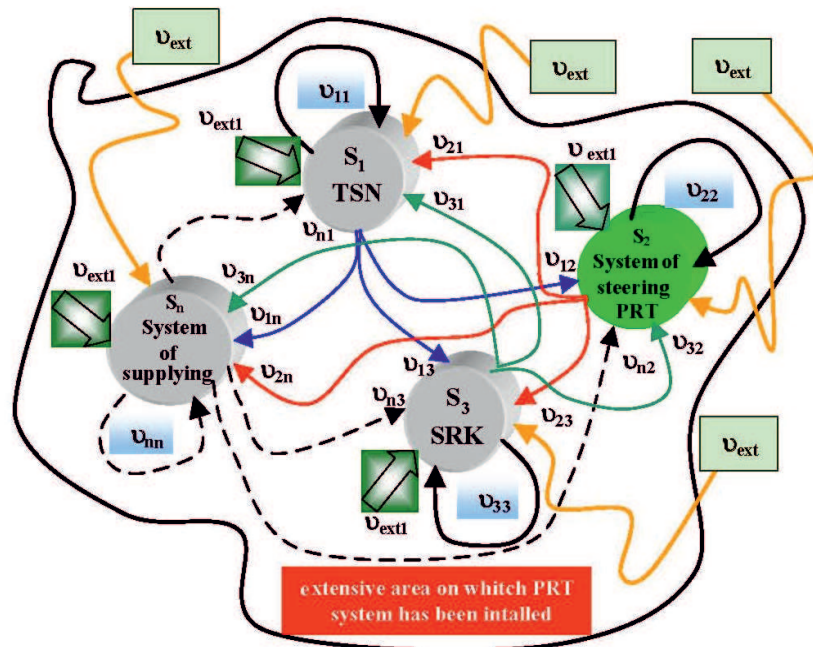 υext
υext
υext
υ11
υext1
υ21
S1
TSN
υ ext1
υ31
υ22
υn1
S2
System of
steering
PRT
υ12
υext1
υ3n
Sn
System
of
supplying
υ1n
υ2n
υ13
υn3
S3
SRK
υ23
υn2
υ32
υnn
υext
υ33
υext1
extensive area on whitch PRT
system has been intalled